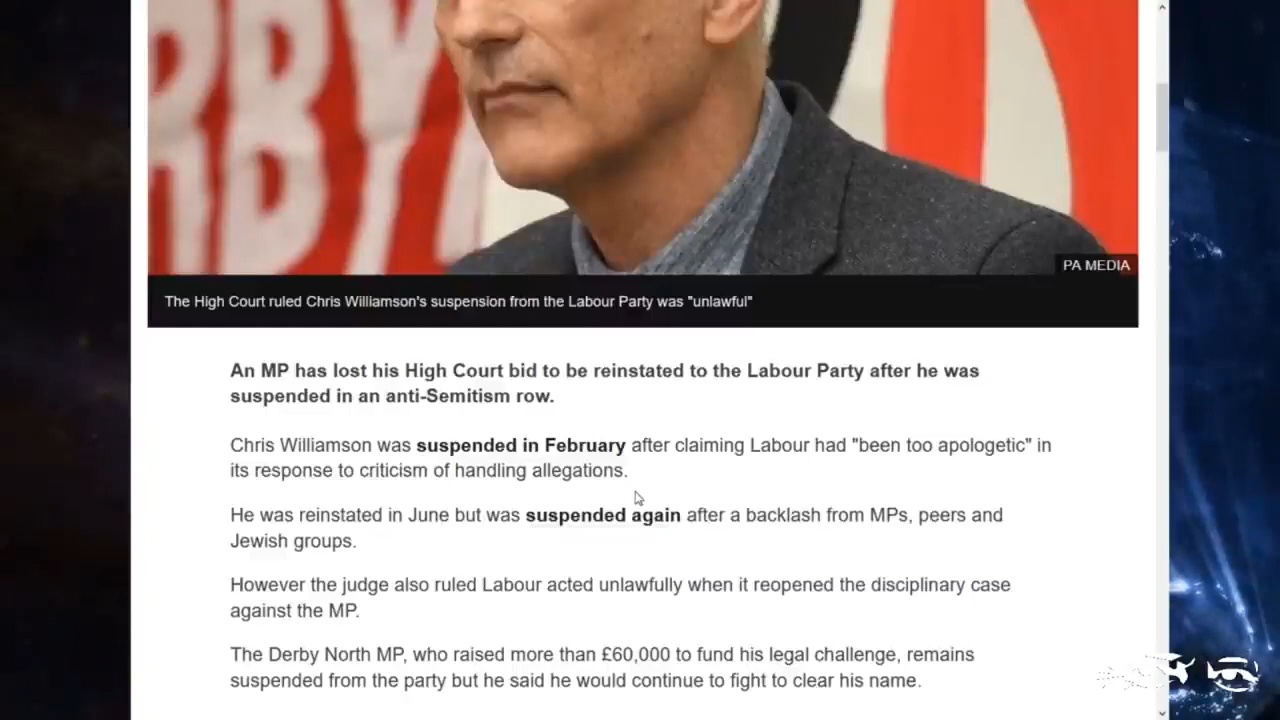 PA MEDIA
The High Court ruled Chris Williamson's suspension from the Labour Party was "unlawful"
An MP has lost his High Court bid to be reinstated to the Labour Party after he was
suspended in an anti-Semitism row.
Chris Williamson was suspended in February after claiming Labour had "been too apologetic" in
its response to criticism of handling allegations.
He was reinstated in June but was suspended again after a backlash from MPs, peers and
Jewish groups.
However the judge also ruled Labour acted unlawfully when it reopened the disciplinary case
against the MP.
The Derby North MP, who raised more than £60,000 to fund his legal challenge, remains
suspended from the party but he said he would continue to fight to clear his name.